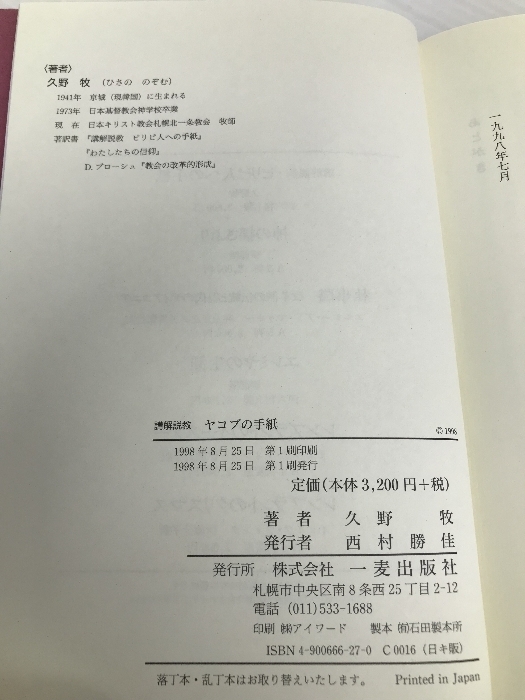 〈著者〉
久野 牧（ひさの のぞむ）
1941年 京城（現韓国）に生まれる
1973年 日本基督教会神学校卒業
現 在 日本キリスト教会札幌北一条教会 牧師
著訳書 『講解説教 ピリピ人への手紙』
『わたしたちの信仰』
D.ブローシュ『教会の改革的形成』
一九九八年七月
講解説教 ヤコブの手紙
©1998
1998年8月25日 第1刷印刷
1998年8月25日 第1刷発行
定価(本体3,200円+税)
著 者 久 野 牧
発行者 西 村 勝 佳
発行所 株式会社 一麦出版社
札幌市中央区南8条西25丁目2-12
電話 (011)533-1688
印刷 ㈱アイワード 製本 ㈲石田製本所
ISBN4-900666-27-0 C0016 (日キ販)
落丁本・乱丁本はお取り替えいたします。 Printed in Japan